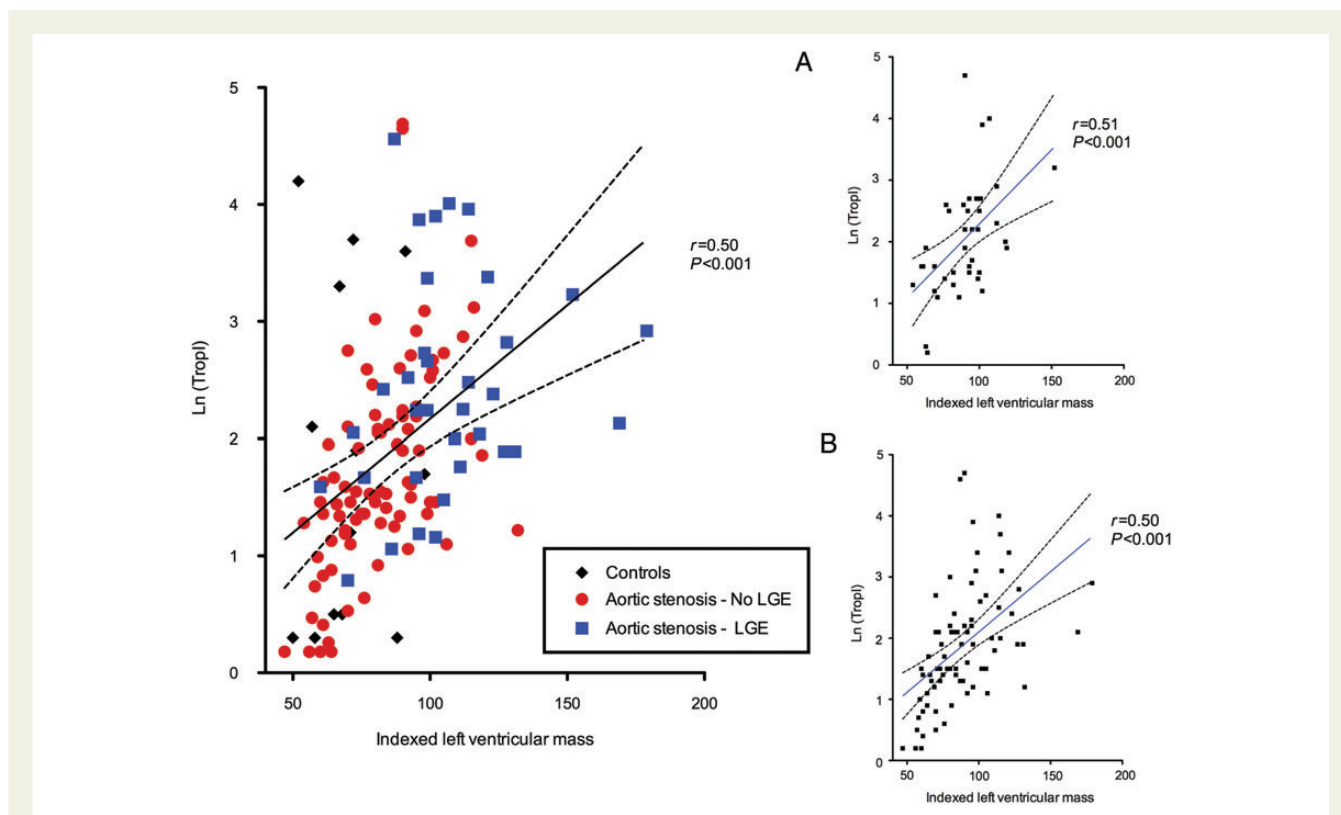 5
4
3
2
1
0
Ln (TropI)
50
100
150
200
Indexed left ventricular mass
r=0.50
P<0.001
Controls
Aortic stenosis - No LGE
Aortic stenosis - LGE
A
5
4
3
2
1
0
Ln (TropI)
50
100
150
200
Indexed left ventricular mass
r=0.51
P<0.001
B
5
4
3
2
1
0
Ln (TropI)
50
100
150
200
Indexed left ventricular mass
r=0.50
P<0.001